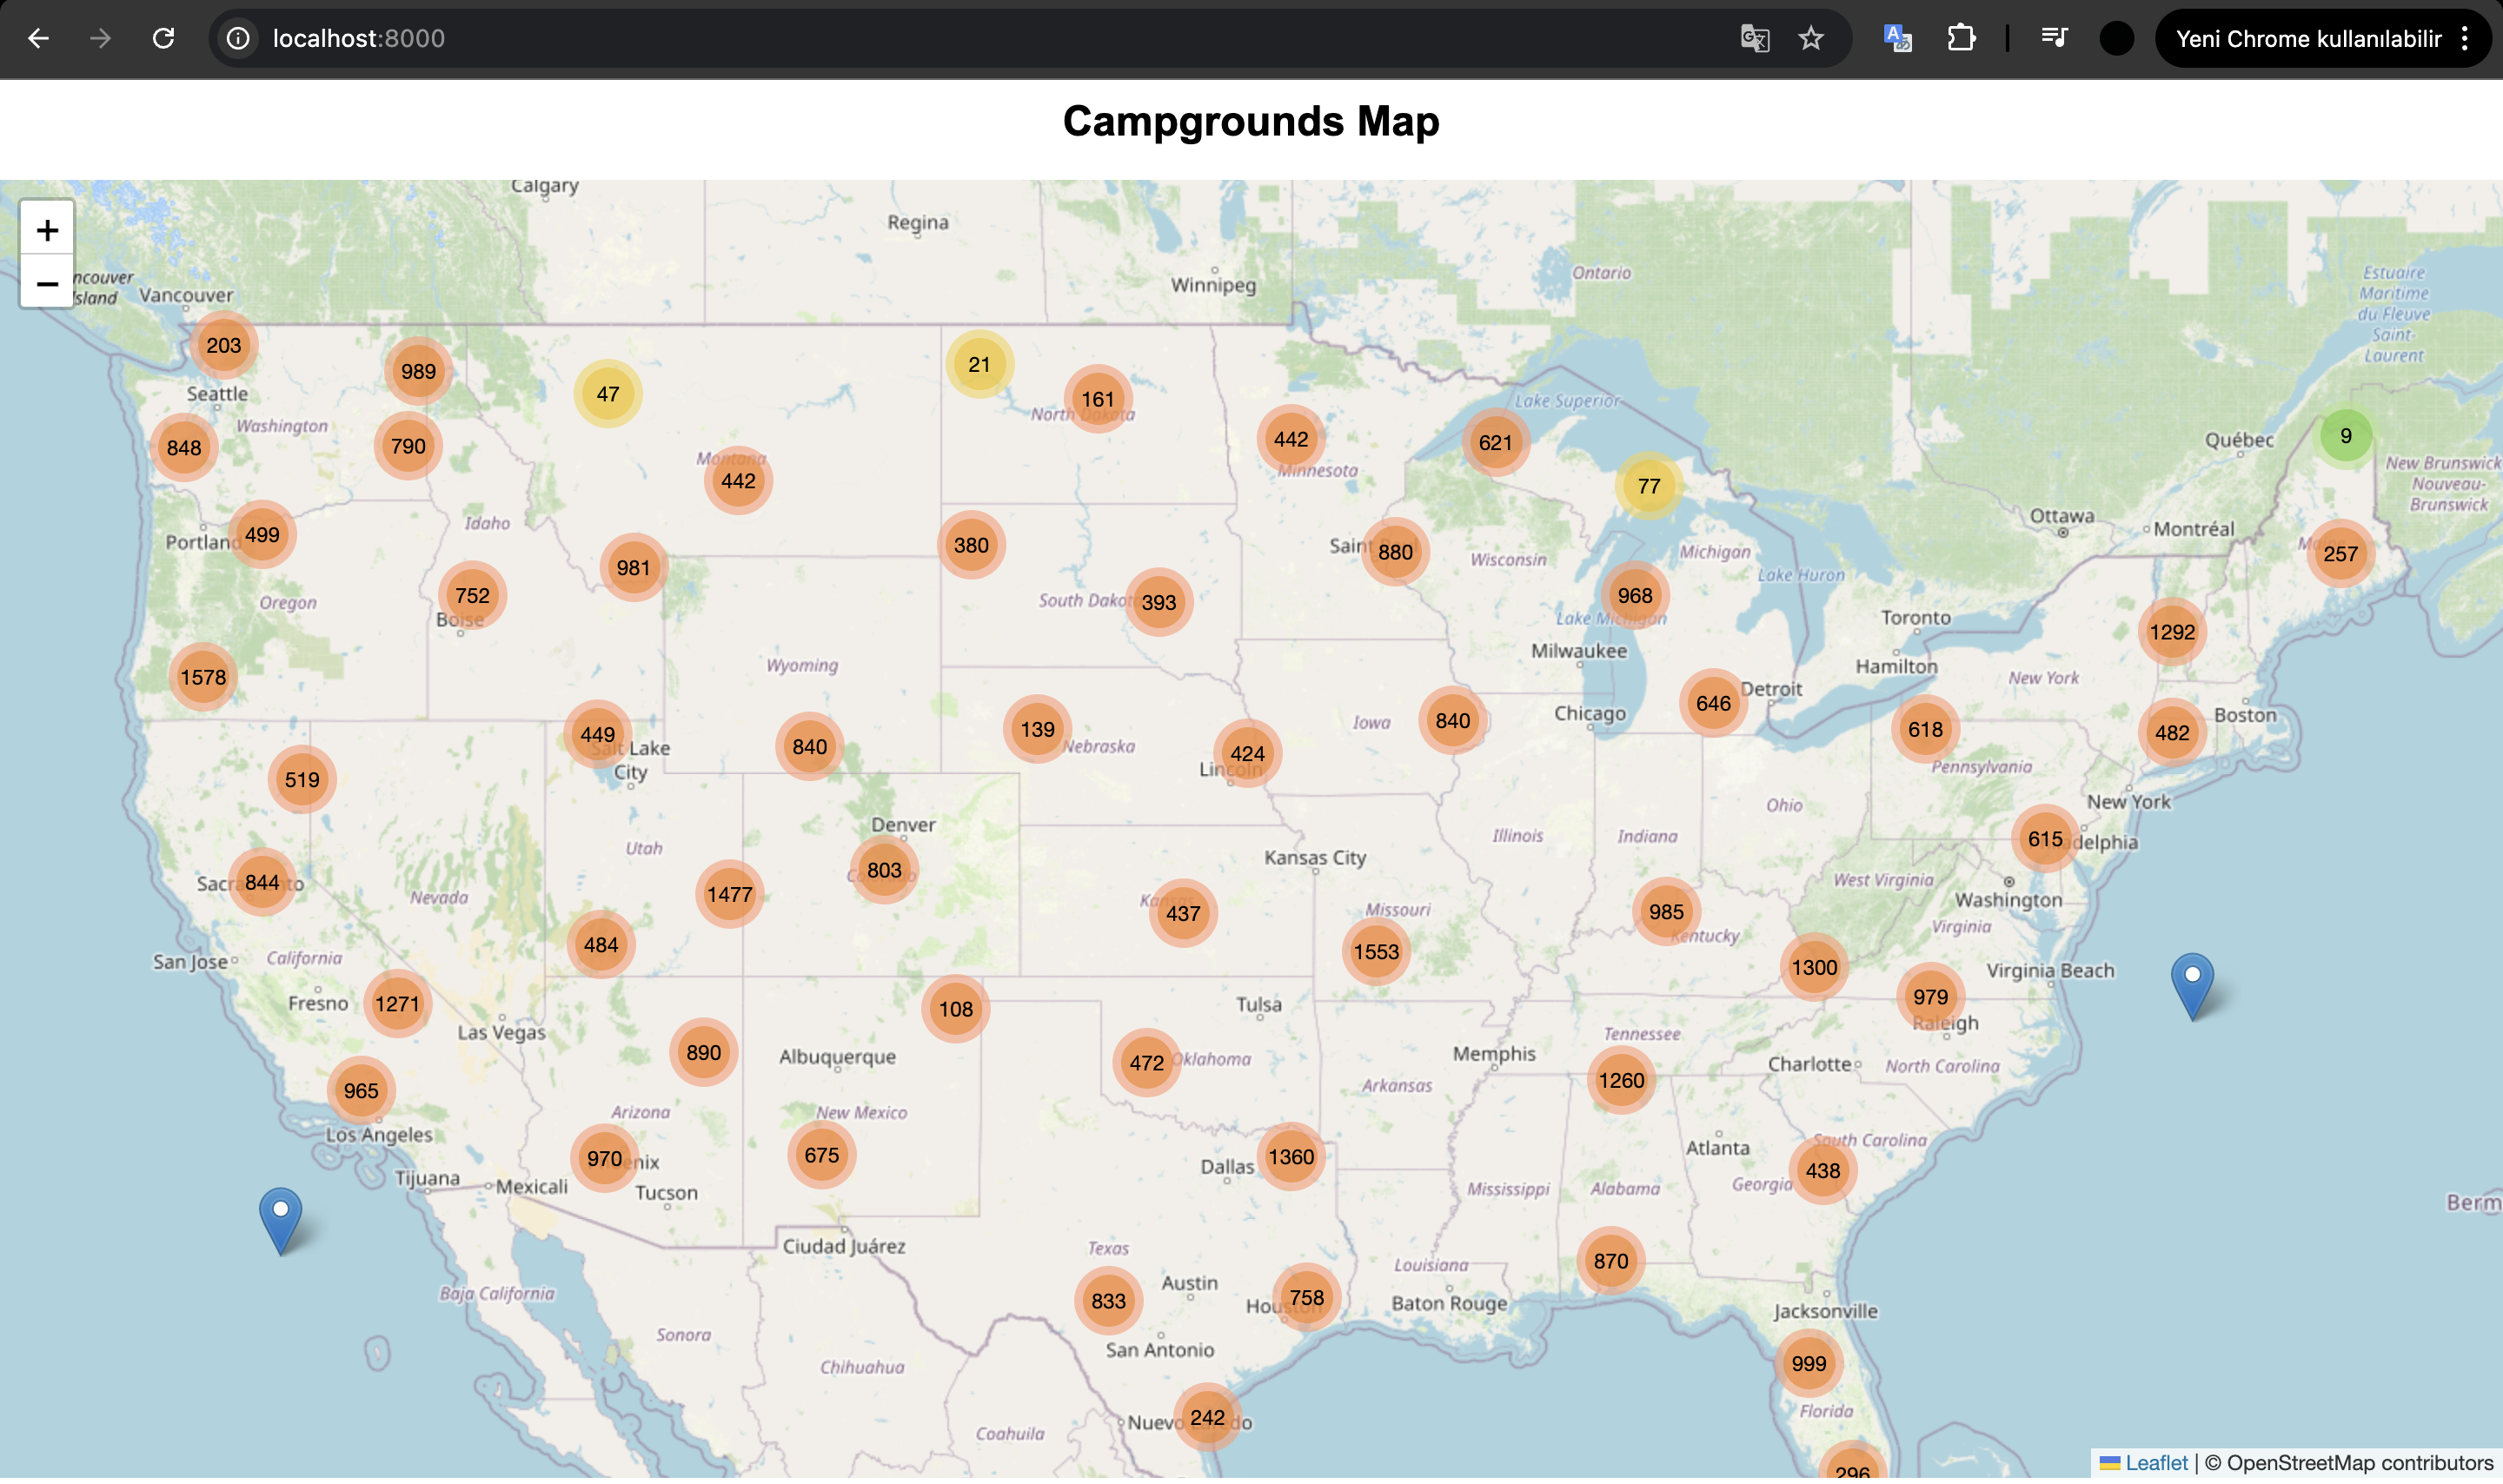 localhost:8000
Yeni Chrome kullanılabilir
Campgrounds Map
+
−
Calgary
Regina
Winnipeg
Ontario
Estuaire
Maritime
du Fleuve
Saint-
Laurent
ncouver
Island
Vancouver
203
989
47
21
161
Seattle
North Dakota
Lake Superior
Washington
848
790
442
621
9
Québec
Montana
Minnesota
New Brunswick
Nouveau-
Brunswick
442
77
Ottawa
Montréal
Idaho
Portland
499
380
880
Wisconsin
Michigan
257
981
Lake Huron
752
Oregon
Boise
South Dakot
393
968
Lake Michigan
Toronto
1292
Milwaukee
Hamilton
Wyoming
1578
New York
Detroit
646
Chicago
Boston
449
Salt Lake
City
840
139
Nebraska
Iowa
840
618
482
424
Lincoln
519
Pennsylvania
New York
Ohio
Denver
Utah
Illinois
Indiana
615
delphia
Kansas City
803
844
1477
Nevada
437
Missouri
985
Kentucky
West Virginia
Washington
Virginia
484
San Jose
California
1553
1300
Virginia Beach
Fresno
1271
Las Vegas
108
Tulsa
979
Raleigh
890
Albuquerque
472
Oklahoma
Memphis
Tennessee
Charlotte
North Carolina
965
1260
Arkansas
Arizona
New Mexico
Los Angeles
970
enix
675
Dallas
1360
Atlanta
South Carolina
438
Tijuana
Mexicali
Tucson
Mississippi
Alabama
Georgia
Berm
Ciudad Juárez
Texas
870
Louisiana
Baja California
833
Austin
758
Houston
Baton Rouge
Jacksonville
Sonora
San Antonio
Chihuahua
999
Florida
Nuevo
242
do
Coahuila
296
Leaflet | © OpenStreetMap contributors